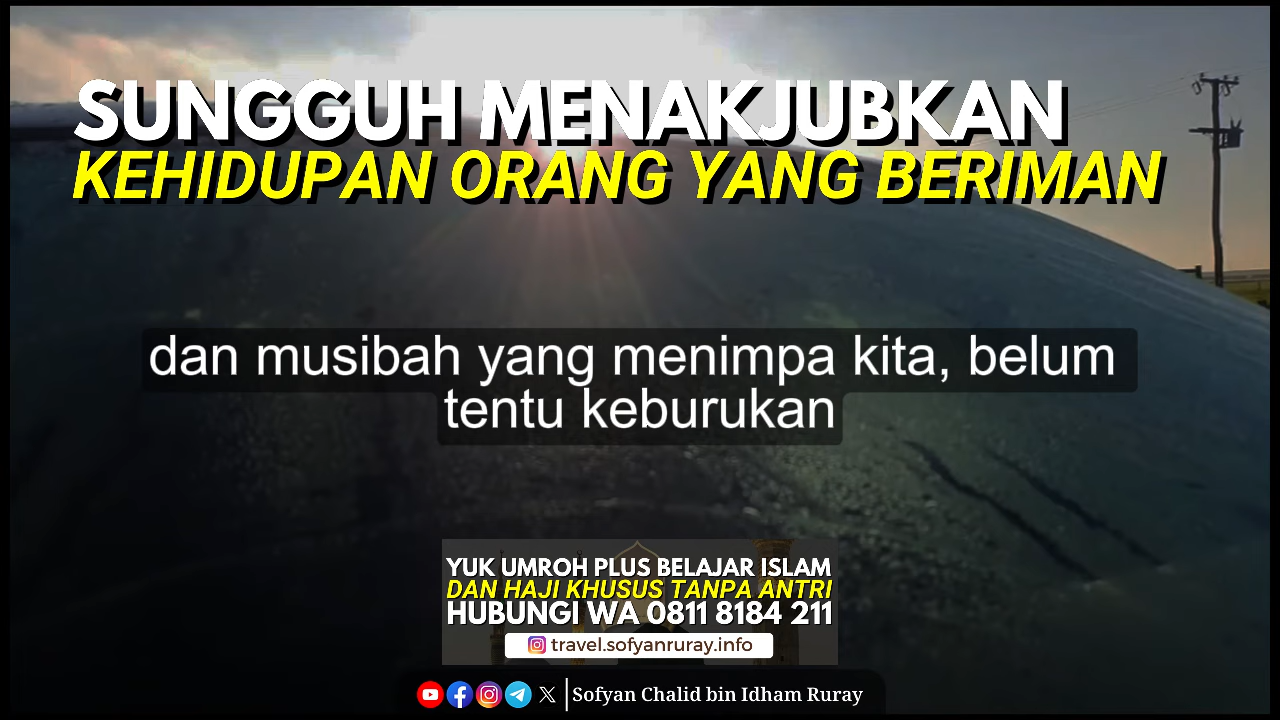 SUNGGUH MENAKJUBKAN
KEHIDUPAN ORANG YANG BERIMAN
dan musibah yang menimpa kita, belum
tentu keburukan
YUK UMROH PLUS BELAJAR ISLAM
DAN HAJI KHUSUS TANPA ANTRI
HUBUNGI WA 0811 8184 211
travel.sofyanruray.info
Sofyan Chalid bin Idham Ruray